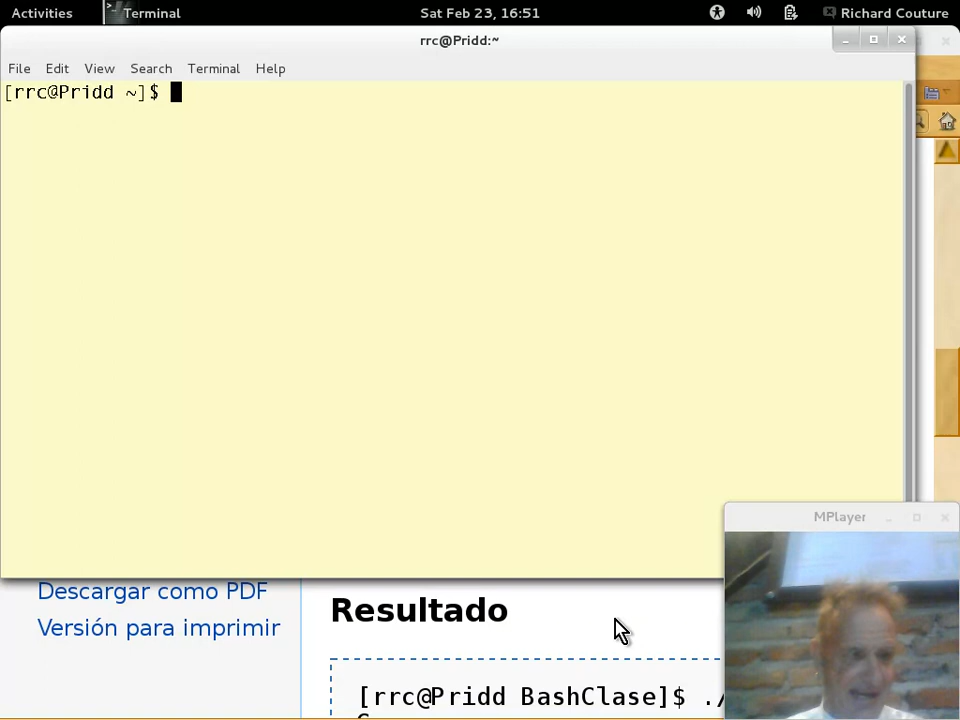 Activities Terminal Sat Feb 23, 16:51 Richard Couture
rrc@Pridd:~
File Edit View Search Terminal Help
[rrc@Pridd ~]$
MPlayer
Descargar como PDF
Versión para imprimir
Resultado
[rrc@Pridd BashClase]$ ./